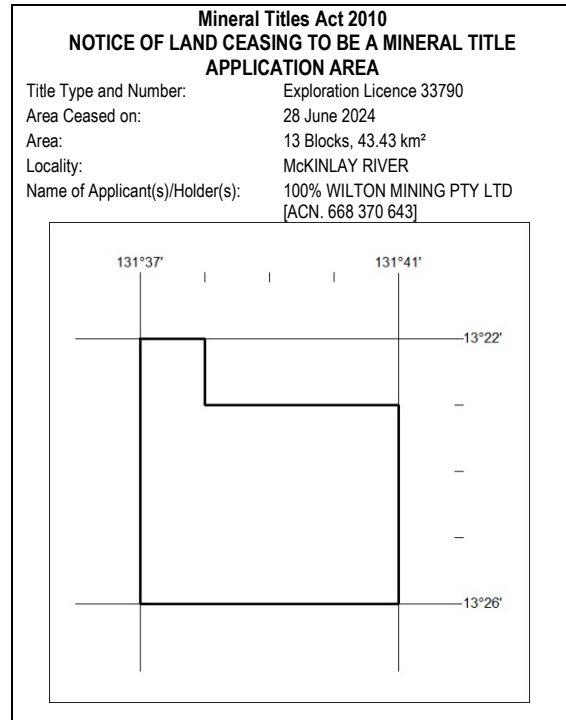 Mineral Titles Act 2010
NOTICE OF LAND CEASING TO BE A MINERAL TITLE
APPLICATION AREA
Title Type and Number: Exploration Licence 33790
Area Ceased on: 28 June 2024
Area: 13 Blocks, 43.43 km²
Locality: McKINLAY RIVER
Name of Applicant(s)/Holder(s): 100% WILTON MINING PTY LTD
[ACN. 668 370 643]
131°37' 131°41'
13°22'
13°26'